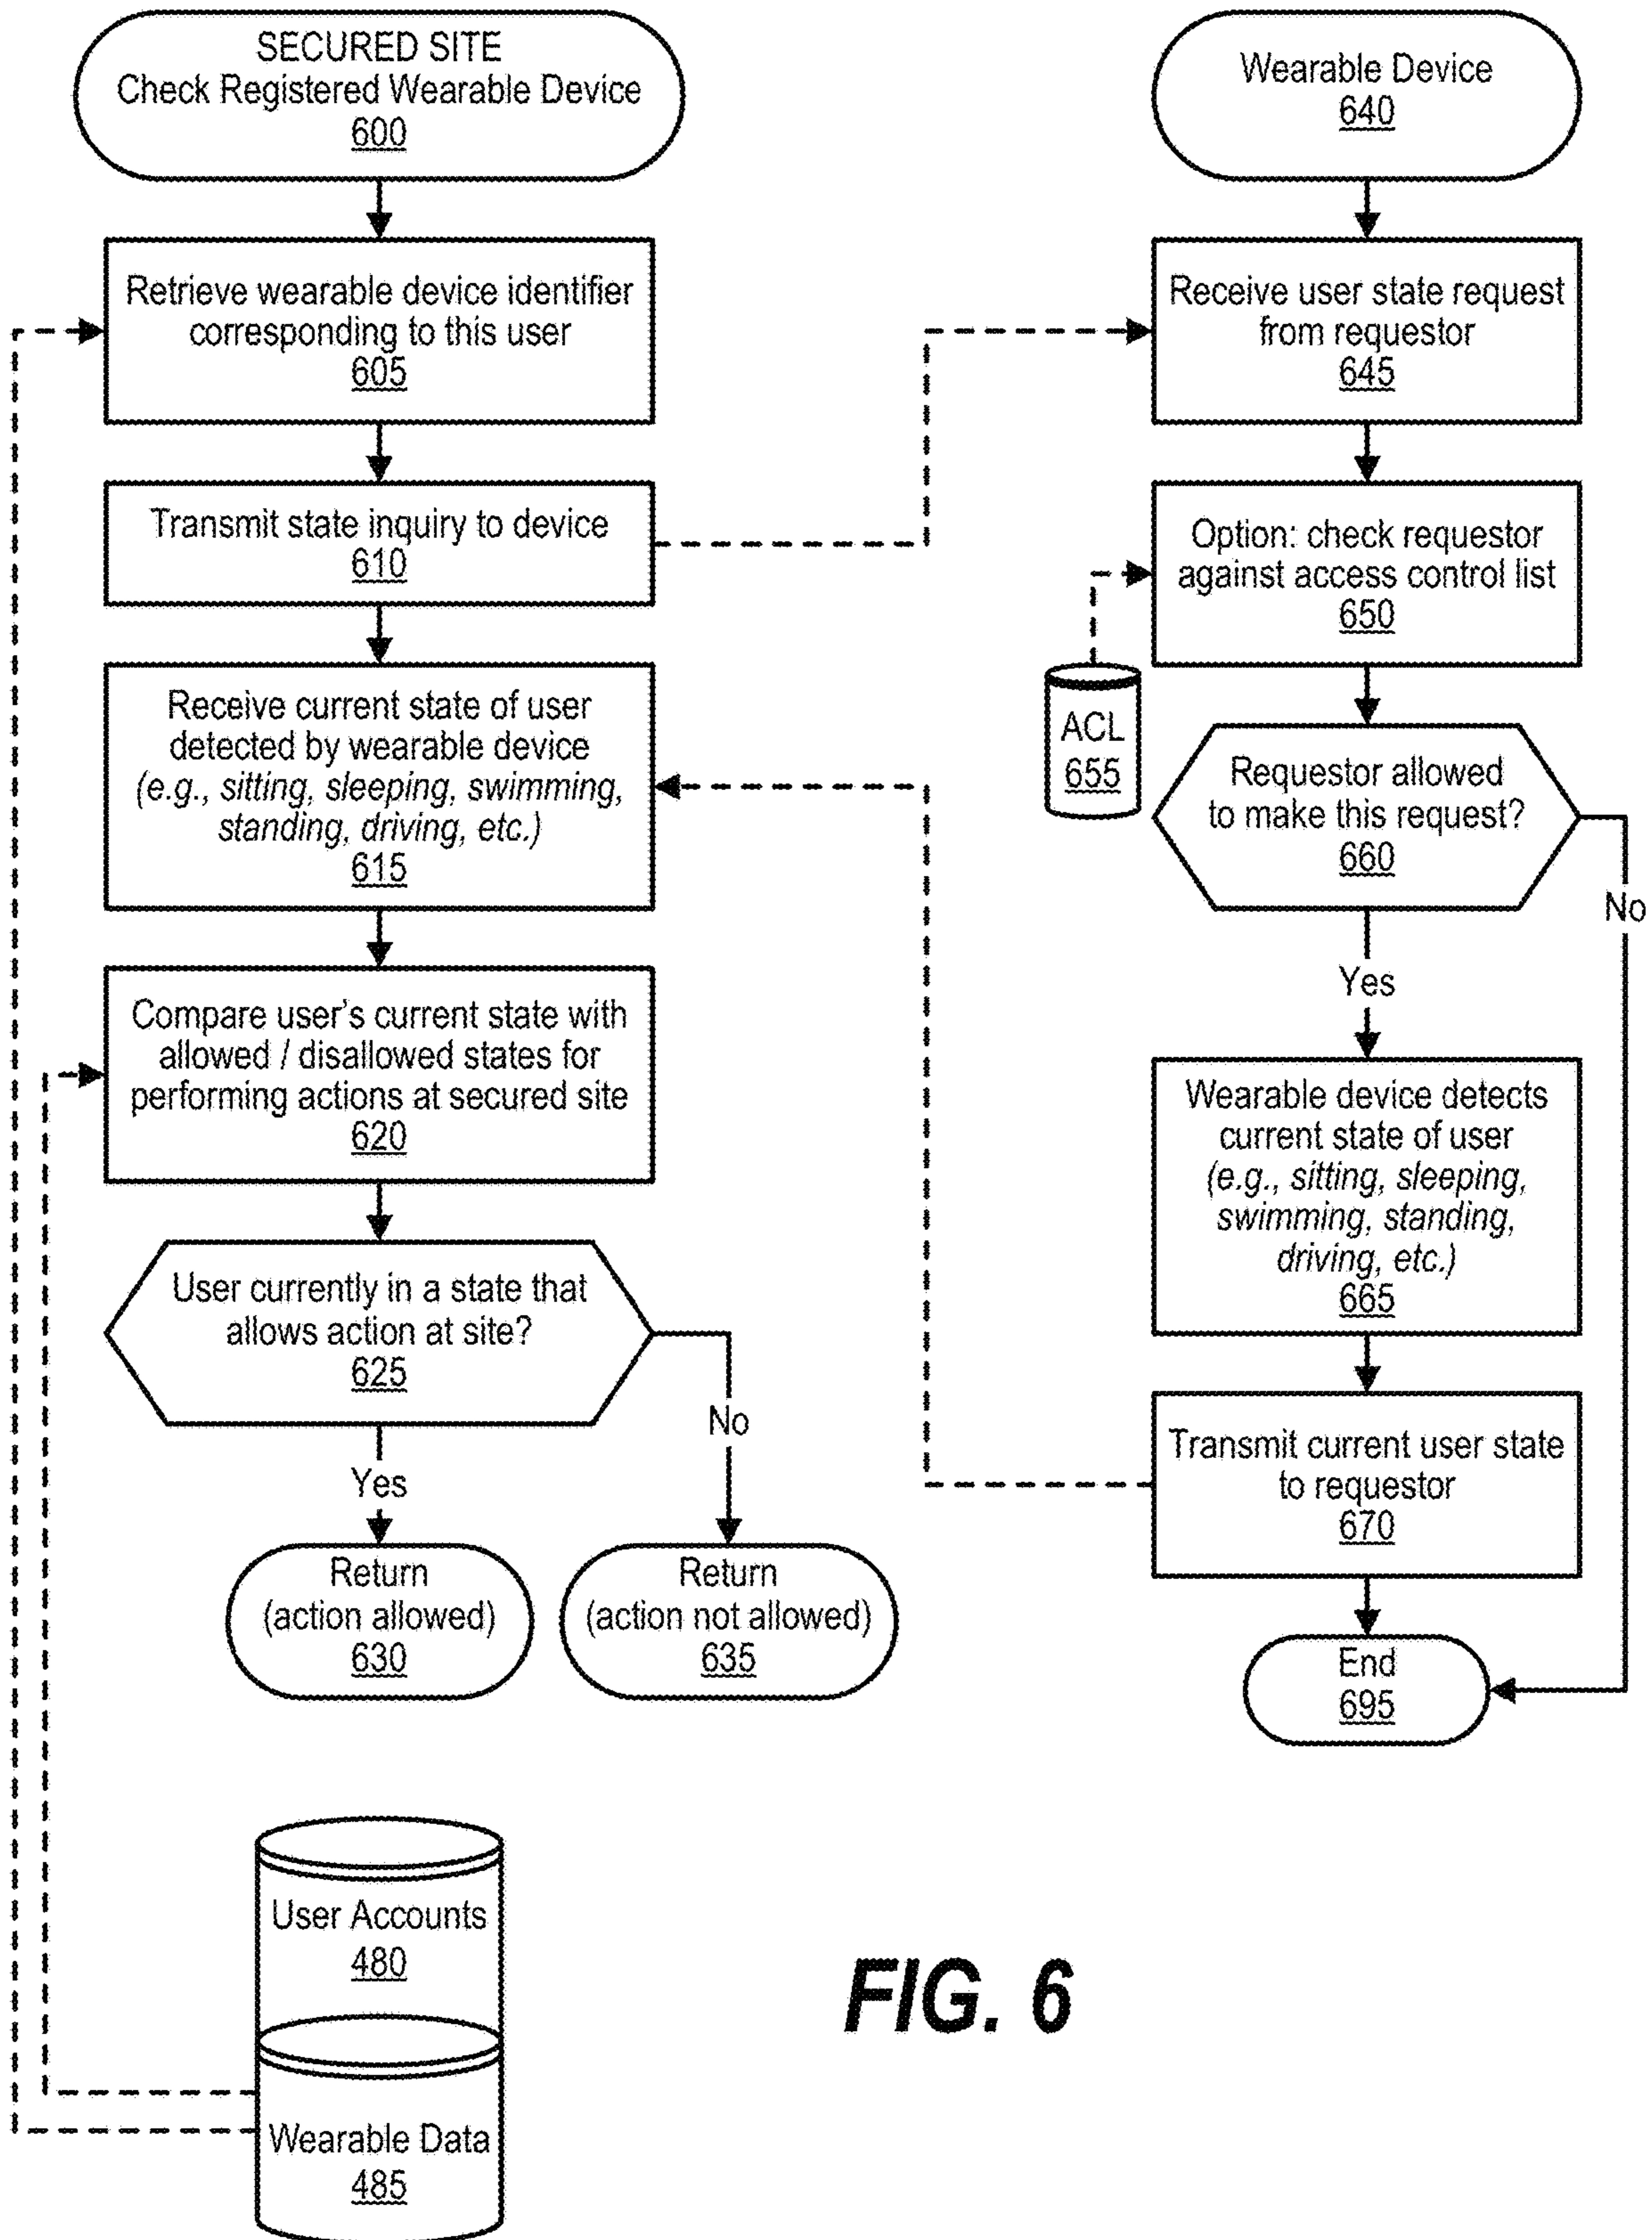 SECURED SITE
Check Registered Wearable Device
600
Retrieve wearable device identifier
corresponding to this user
605
Transmit state inquiry to device
610
Receive current state of user
detected by wearable device
(e.g., sitting, sleeping, swimming,
standing, driving, etc.)
615
Compare user's current state with
allowed / disallowed states for
performing actions at secured site
620
User currently in a state that
allows action at site?
625
No
Yes
Return
(action allowed)
630
Return
(action not allowed)
635
User Accounts
480
Wearable Data
485
Wearable Device
640
Receive user state request
from requestor
645
Option: check requestor
against access control list
650
ACL
655
Requestor allowed
to make this request?
660
No
Yes
Wearable device detects
current state of user
(e.g., sitting, sleeping,
swimming, standing,
driving, etc.)
665
Transmit current user state
to requestor
670
End
695
FIG. 6